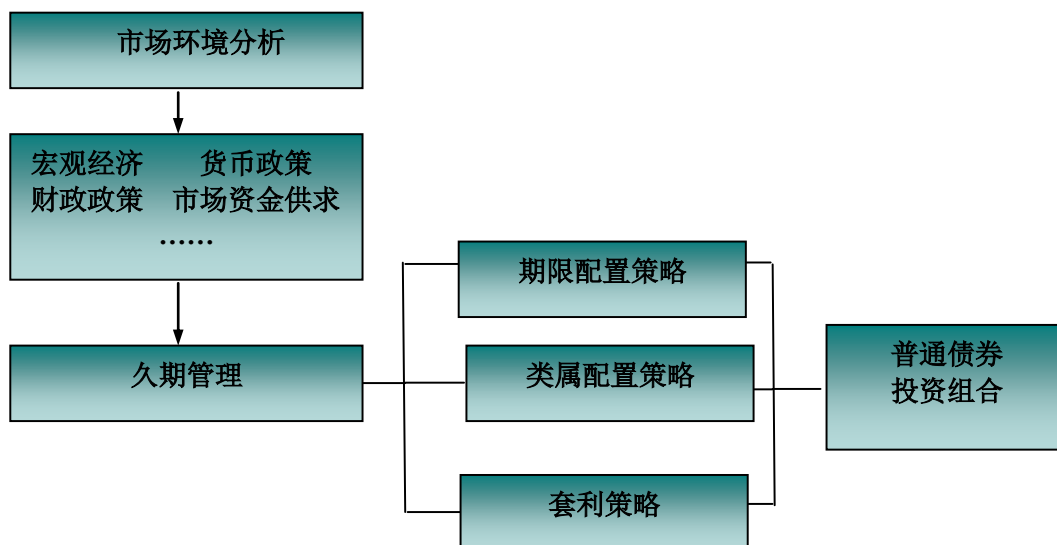 市场环境分析
宏观经济 货币政策
财政政策 市场资金供求
……
久期管理
期限配置策略
类属配置策略
套利策略
普通债券
投资组合